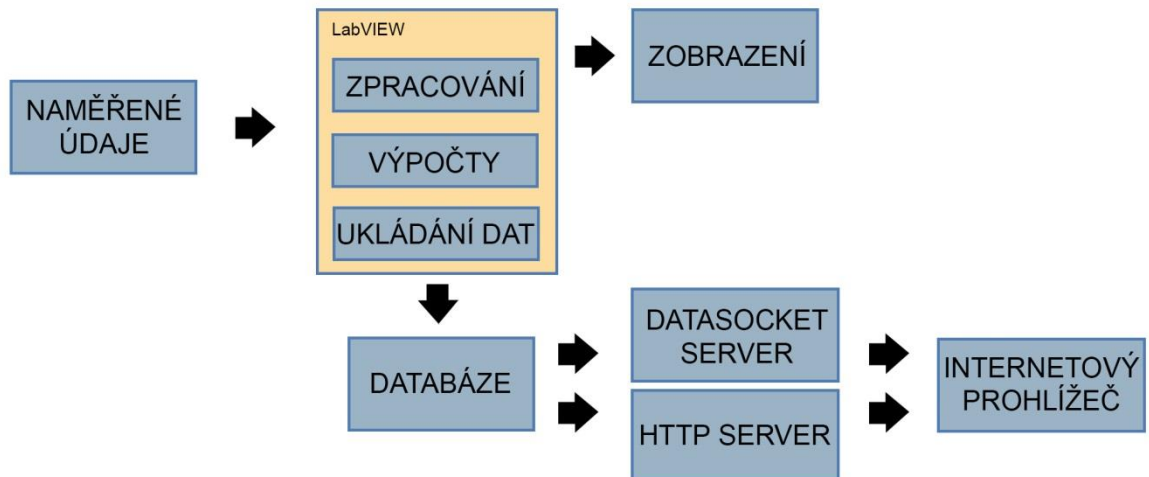 NAMĚŘENÉ
ÚDAJE
LabVIEW
ZPRACOVÁNÍ
VÝPOČTY
UKLÁDÁNÍ DAT
ZOBRAZENÍ
DATABÁZE
DATASOCKET
SERVER
HTTP SERVER
INTERNETOVÝ
PROHLÍŽEČ